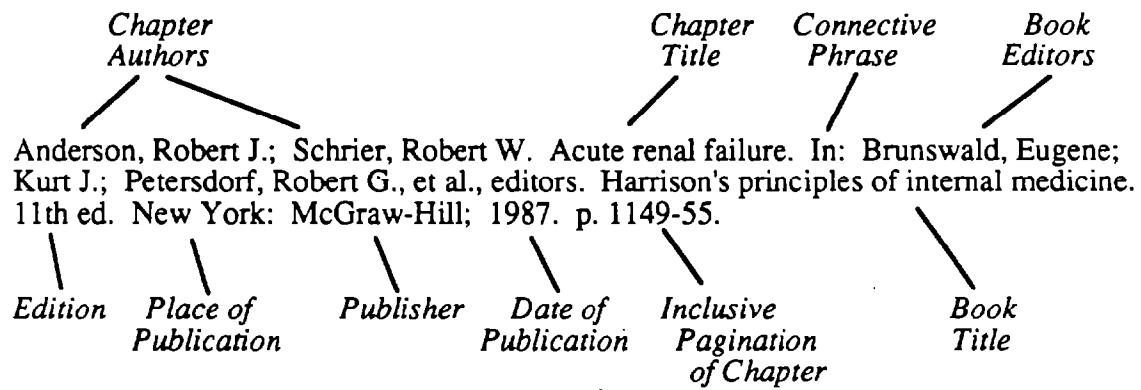 Chapter Authors Chapter Title Connective Phrase Book Editors
Anderson, Robert J.; Schrier, Robert W. Acute renal failure. In: Brunswald, Eugene;
Kurt J.; Petersdorf, Robert G., et al., editors. Harrison's principles of internal medicine.
11th ed. New York: McGraw-Hill; 1987. p. 1149-55.
Edition Place of Publication Publisher Date of Publication Inclusive Pagination of Chapter Book Title